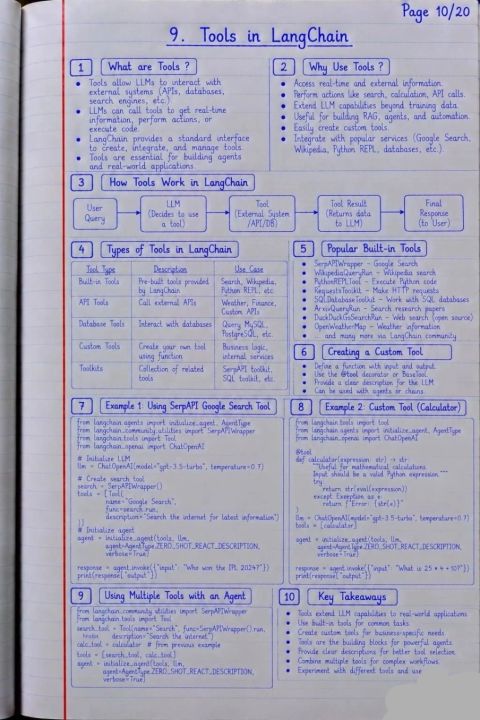 Page 10/20
9. Tools in LangChain
1 What are Tools ?
• Tools allow LLMs to interact with
external systems (APIs, databases,
search engines, etc.).
• LLMs can call tools to get real-time
information, perform actions, or
execute code.
• LangChain provides a standard interface
to create, integrate, and manage tools.
• Tools are essential for building agents
and real-world applications.
2 Why Use Tools ?
• Access real-time and external information.
• Perform actions like search, calculation, API calls.
• Extend LLM capabilities beyond training data.
• Useful for building RAG, agents, and automation.
• Easily create custom tools.
• Integrate with popular services (Google Search,
Wikipedia, Python REPL, databases, etc.).
3 How Tools Work in LangChain
User
Query
LLM
(Decides to use
a tool)
Tool
(External System
/API/DB)
Tool Result
(Returns data
to LLM)
Final
Response
(to User)
4 Types of Tools in LangChain
Tool Type Description Use Case
Built-in Tools Pre-built tools provided Search, Wikipedia,
by LangChain Python REPL, etc.
API Tools Call external APIs Weather, Finance,
Custom APIs
Database Tools Interact with databases Query MySQL,
PostgreSQL, etc.
Custom Tools Create your own tool Business logic,
using function internal services
Toolkits Collection of related SerpAPI toolkit,
tools SQL toolkit, etc.
5 Popular Built-in Tools
• SerpAPIWrapper – Google Search
• WikipediaQueryRun – Wikipedia search
• PythonREPLTool – Execute Python code
• RequestsToolkit – Make HTTP requests
• SQLDatabaseToolkit – Work with SQL databases
• ArxivQueryRun – Search research papers
• DuckDuckGoSearchRun – Web search (open source)
• OpenWeatherMap – Weather information
... and many more via LangChain community
6 Creating a Custom Tool
• Define a function with input and output.
• Use the @tool decorator or BaseTool.
• Provide a clear description for the LLM.
• Can be used with agents or chains.
7 Example 1: Using SerpAPI Google Search Tool
from langchain.agents import initialize_agent, AgentType
from langchain_community.utilities import SerpAPIWrapper
from langchain.tools import Tool
from langchain_openai import ChatOpenAI
# Initialize LLM
llm = ChatOpenAI(model="gpt-3.5-turbo", temperature=0.7)
# Create search tool
search = SerpAPIWrapper()
tools = [Tool(
name="Google Search",
func=search.run,
description="Search the internet for latest information")
])
# Initialize agent
agent = initialize_agent(tools, llm,
agent=AgentType.ZERO_SHOT_REACT_DESCRIPTION,
verbose=True)
response = agent.invoke({"input": "Who won the IPL 2024?"})
print(response["output"])
8 Example 2: Custom Tool (Calculator)
from langchain.tools import tool
from langchain.agents import initialize_agent, AgentType
from langchain_openai import ChatOpenAI
@tool
def calculator(expression: str) -> str:
"""Useful for mathematical calculations.
Input should be a valid Python expression."""
try:
return str(eval(expression))
except Exception as e:
return f"Error: {str(e)}"
llm = ChatOpenAI(model="gpt-3.5-turbo", temperature=0.7)
tools = [calculator]
agent = initialize_agent(tools, llm,
agent=AgentType.ZERO_SHOT_REACT_DESCRIPTION,
verbose=True)
response = agent.invoke({"input": "What is 25 * 4 + 10?"})
print(response["output"])
9 Using Multiple Tools with an Agent
from langchain_community.utilities import SerpAPIWrapper
from langchain.tools import Tool
search_tool = Tool(name="Search", func=SerpAPIWrapper().run,
description="Search the internet")
calc_tool = calculator # from previous example
tools = [search_tool, calc_tool]
agent = initialize_agent(tools, llm,
agent=AgentType.ZERO_SHOT_REACT_DESCRIPTION,
verbose=True)
10 Key Takeaways
• Tools extend LLM capabilities to real-world applications.
• Use built-in tools for common tasks.
• Create custom tools for business-specific needs.
• Tools are the building blocks for powerful agents.
• Provide clear descriptions for better tool selection.
• Combine multiple tools for complex workflows.
• Experiment with different tools and use